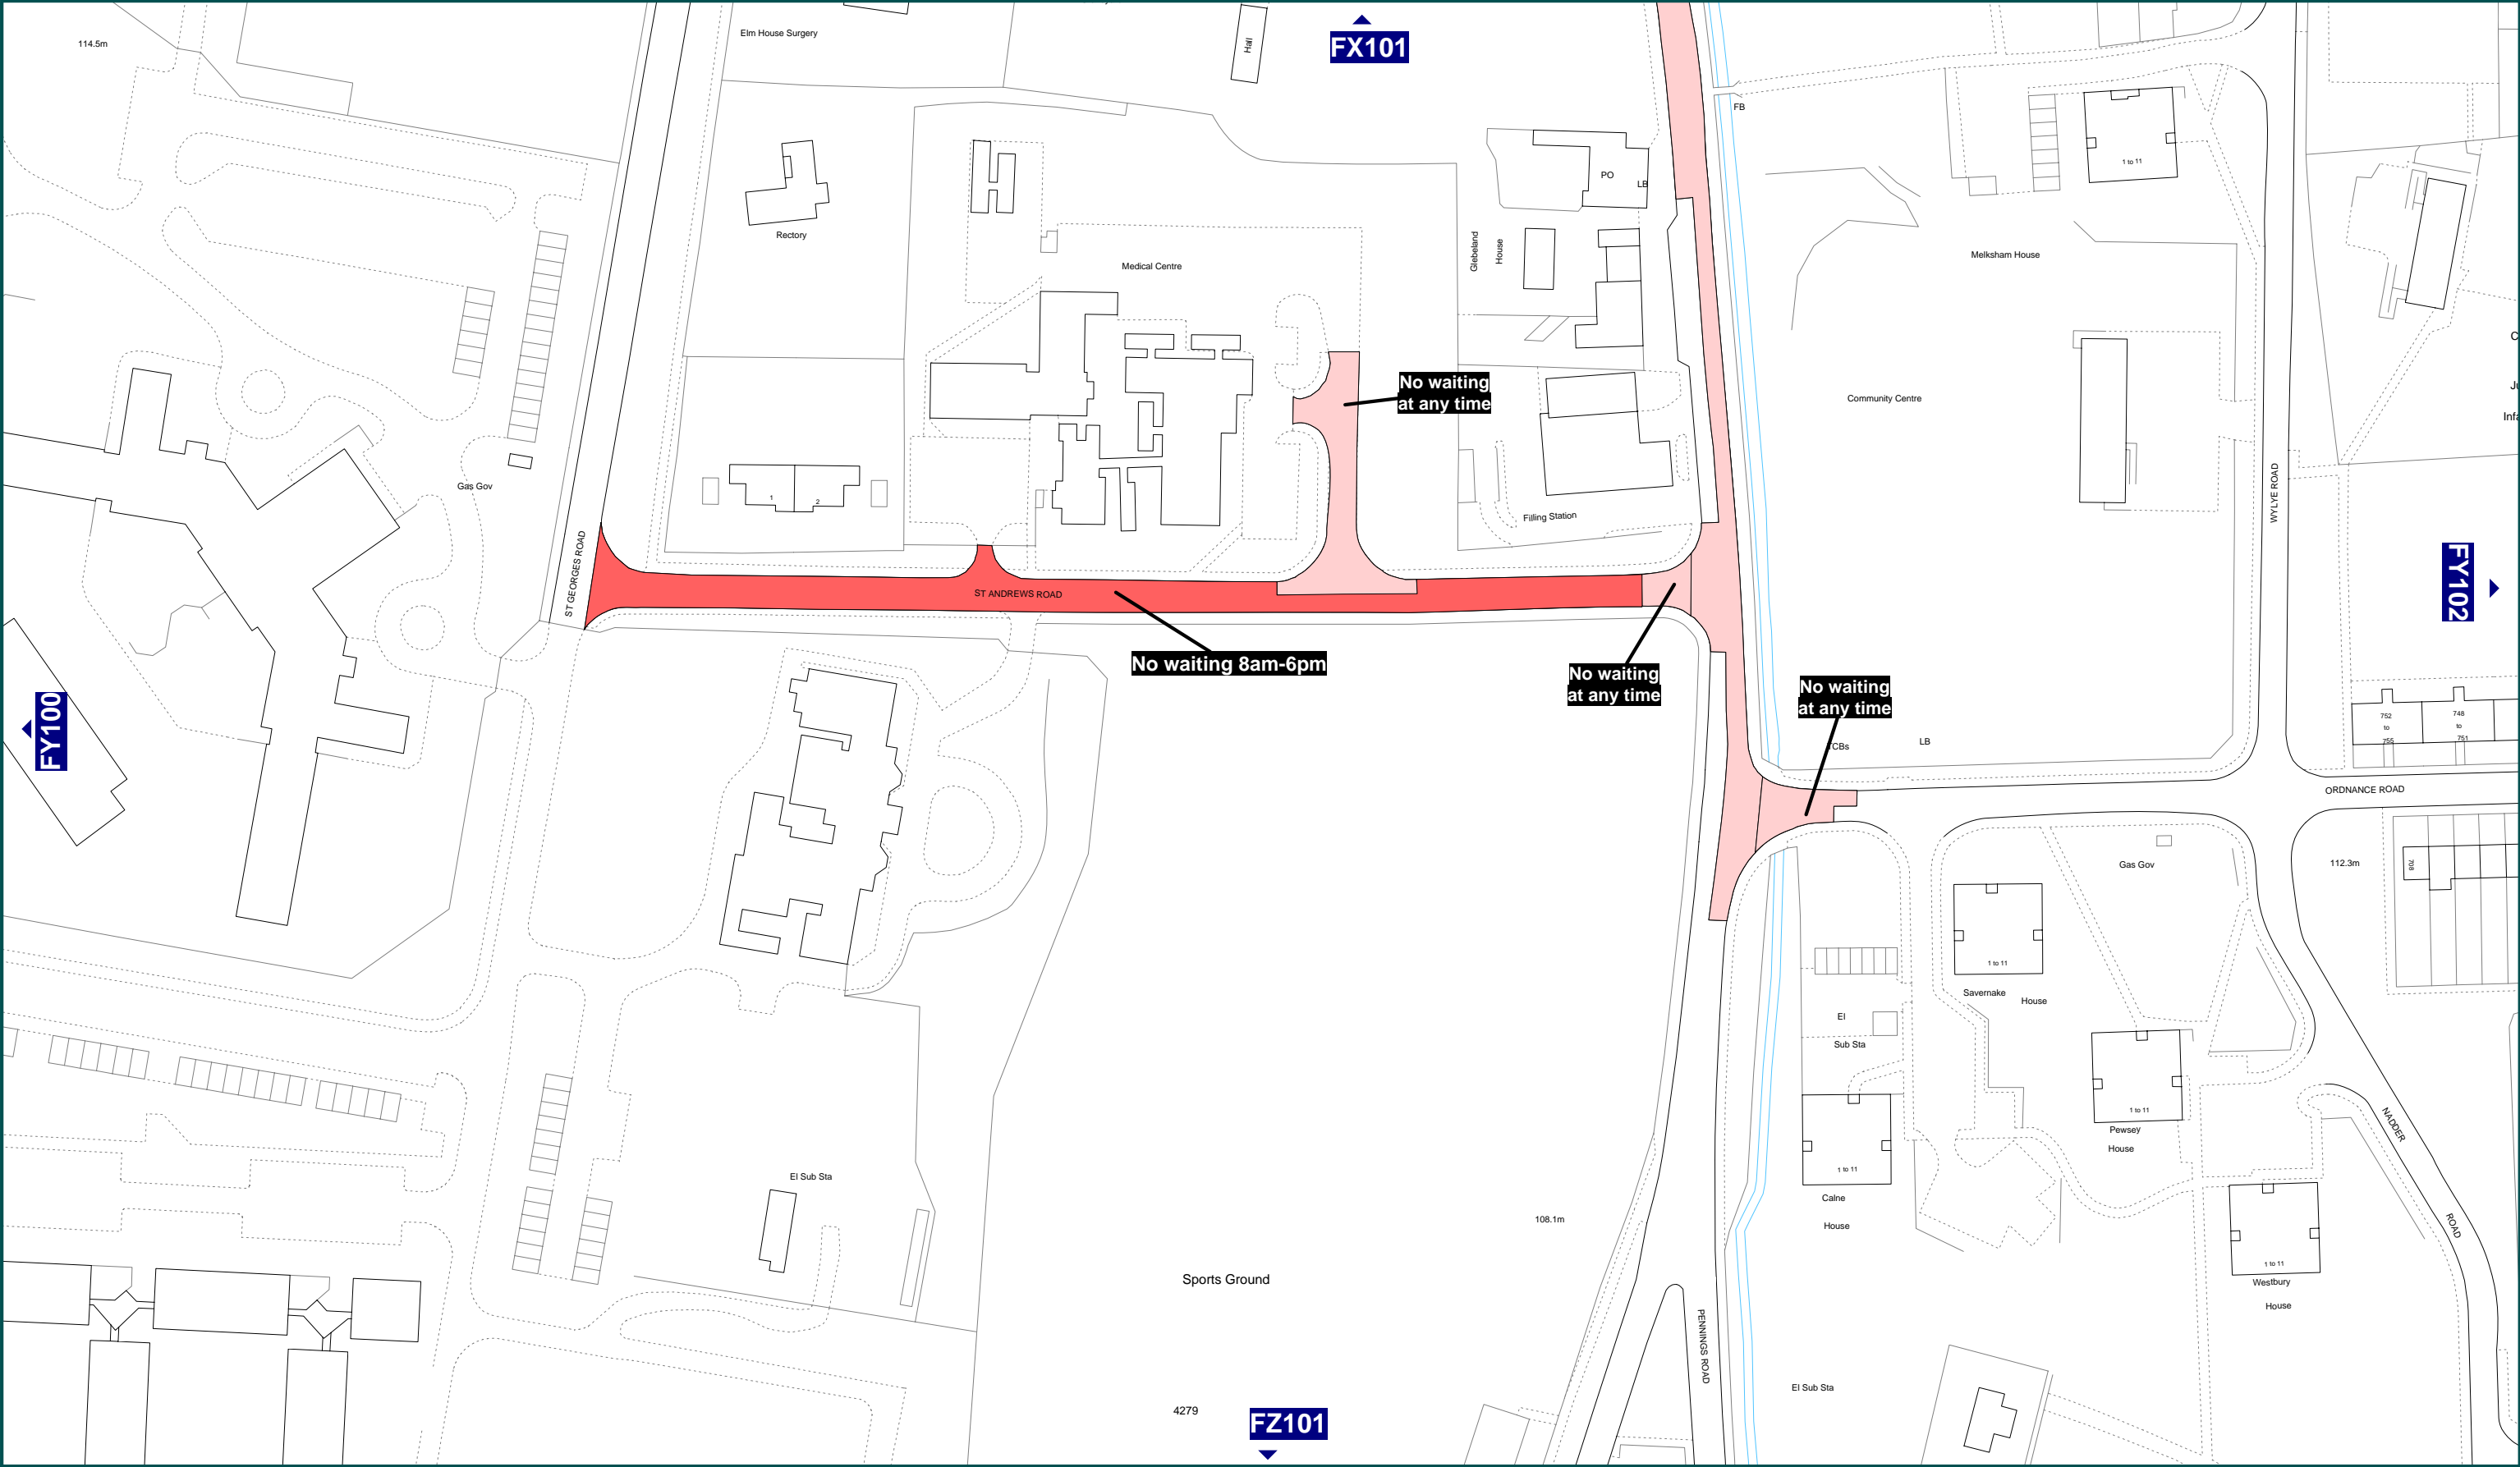 114.5m
Elm House Surgery
Hall
FX101
FB
PO
LB
1 to 11
Rectory
Medical Centre
Glebeland
House
Melksham House
No waiting
at any time
Community Centre
Gas Gov
1
2
Filling Station
WYLYE ROAD
ST GEORGES ROAD
ST ANDREWS ROAD
FY102
No waiting 8am-6pm
No waiting
at any time
No waiting
at any time
FY100
LB
752
to
755
748
to
751
ORDNANCE ROAD
Gas Gov
112.3m
708
1 to 11
Savernake
House
El
Sub Sta
1 to 11
Pewsey
House
NADDER
ROAD
1 to 11
Calne
House
El Sub Sta
108.1m
1 to 11
Westbury
House
Sports Ground
PENNINGS ROAD
El Sub Sta
4279
FZ101